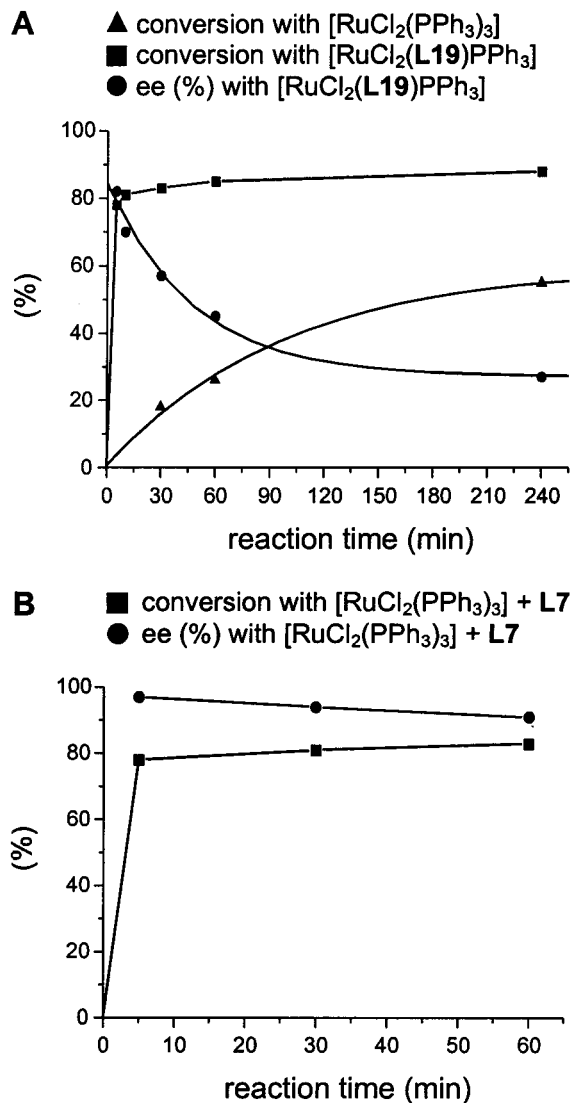 A
▲ conversion with [RuCl₂(PPh₃)₃]
■ conversion with [RuCl₂(L19)PPh₃]
● ee (%) with [RuCl₂(L19)PPh₃]
100
80
60
40
20
0
(%)
0 30 60 90 120 150 180 210 240
reaction time (min)
B
■ conversion with [RuCl₂(PPh₃)₃] + L7
● ee (%) with [RuCl₂(PPh₃)₃] + L7
100
80
60
40
20
0
(%)
0 10 20 30 40 50 60
reaction time (min)